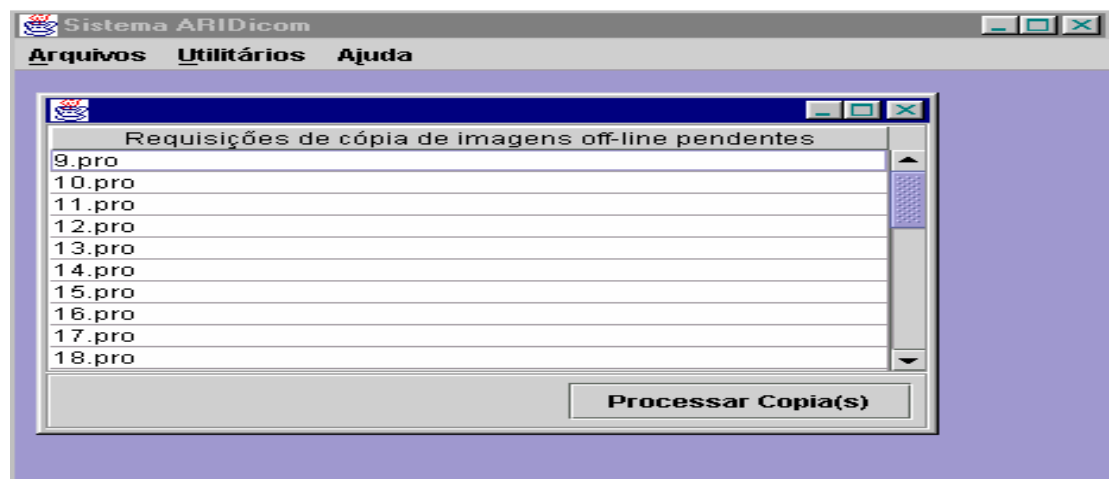 Sistema ARIDicom
Arquivos Utilitários Ajuda
Requisições de cópia de imagens off-line pendentes
9.pro
10.pro
11.pro
12.pro
13.pro
14.pro
15.pro
16.pro
17.pro
18.pro
Processar Copia(s)